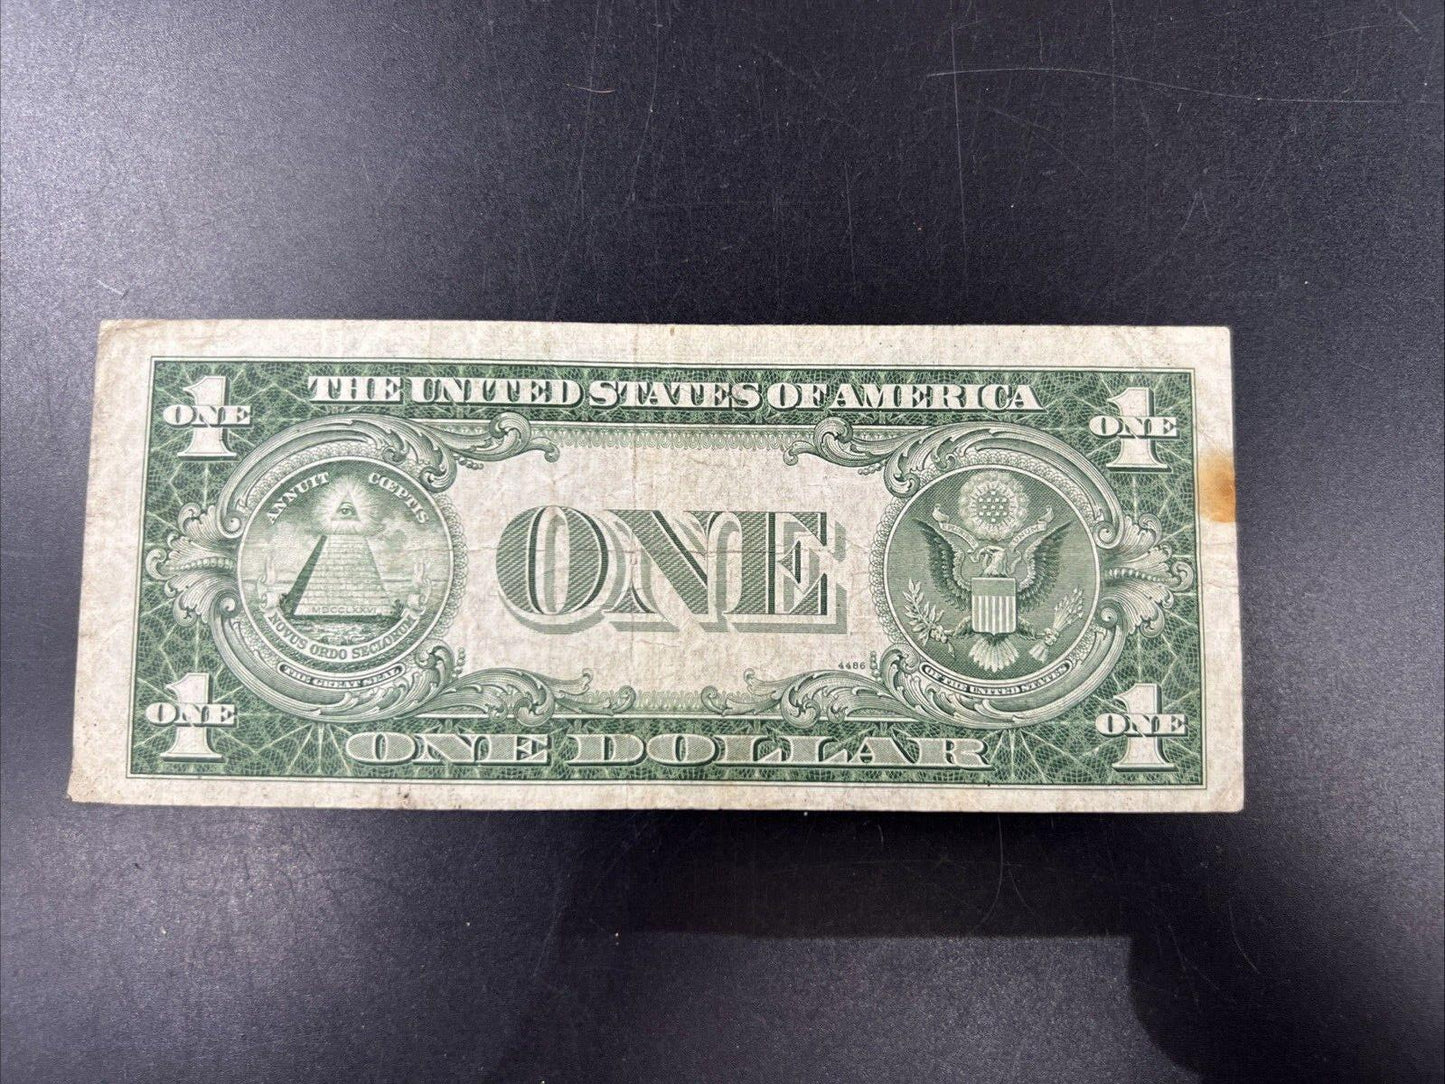 THE UNITED STATES OF AMERICA
1
ONE
1
ONE
ANNUIT CŒPTIS
MDCCLXXVI
NOVUS ORDO SECLORUM
THE GREAT SEAL
ONE
4486
OF THE UNITED STATES
1
ONE
1
ONE
ONE DOLLAR